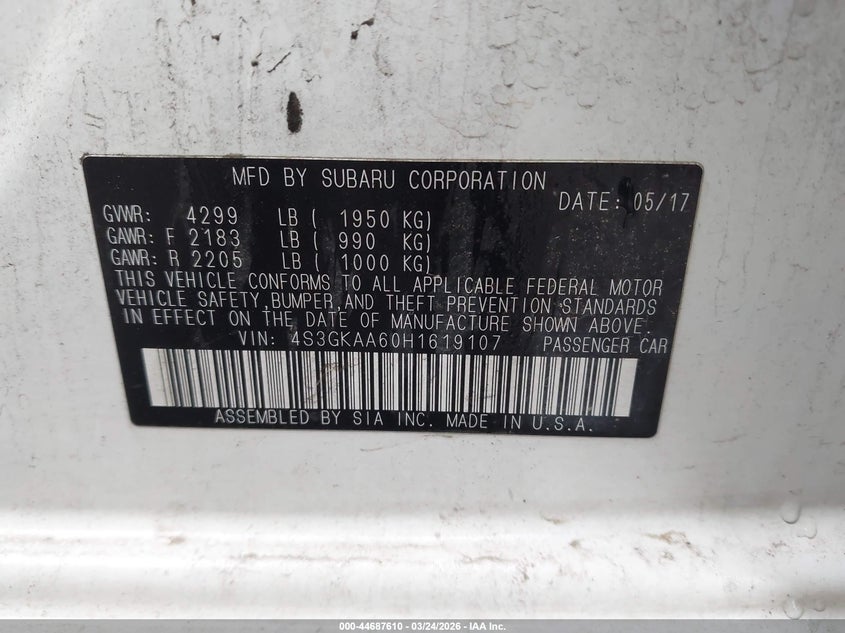 MFD BY SUBARU CORPORATION
DATE: 05/17
GVWR: 4299 LB ( 1950 KG)
GAWR: F 2183 LB ( 990 KG)
GAWR: R 2205 LB ( 1000 KG)
THIS VEHICLE CONFORMS TO ALL APPLICABLE FEDERAL MOTOR
VEHICLE SAFETY,BUMPER,AND THEFT PREVENTION STANDARDS
IN EFFECT ON THE DATE OF MANUFACTURE SHOWN ABOVE.
VIN: 4S3GKAA60H1619107 PASSENGER CAR
ASSEMBLED BY SIA INC. MADE IN U.S.A.
000-44687610 - 03/24/2026 - IAA Inc.